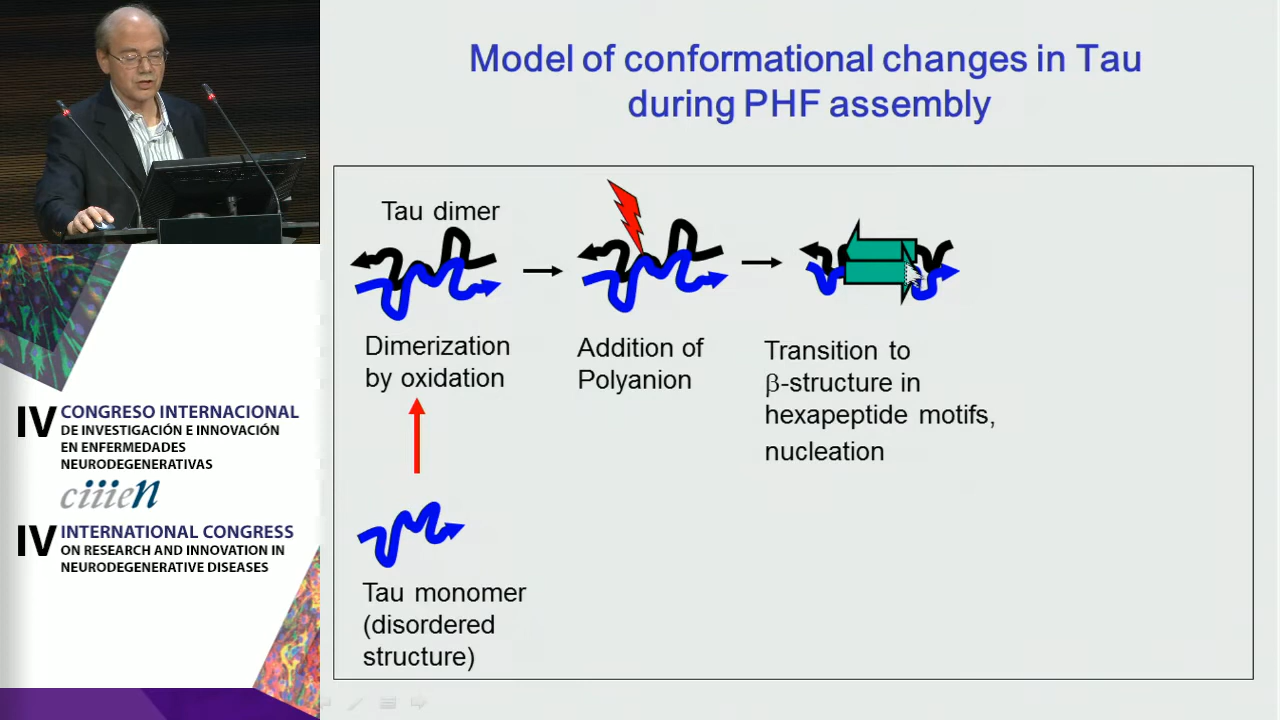 Model of conformational changes in Tau
during PHF assembly
Tau dimer
Dimerization
by oxidation
Addition of
Polyanion
Transition to
β-structure in
hexapeptide motifs,
nucleation
Tau monomer
(disordered
structure)
IV CONGRESO INTERNACIONAL
DE INVESTIGACIÓN E INNOVACIÓN
EN ENFERMEDADES
NEURODEGENERATIVAS
ciiien
IV INTERNATIONAL CONGRESS
ON RESEARCH AND INNOVATION IN
NEURODEGENERATIVE DISEASES